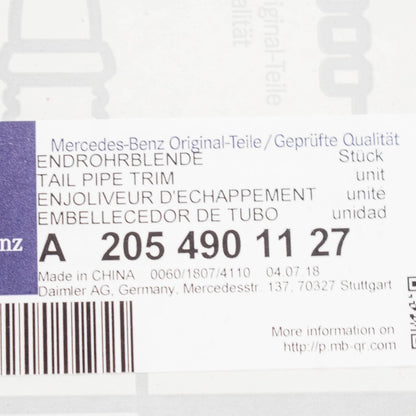 Mercedes-Benz Original-Teile/Geprüfte Qualität
ENDROHRBLENDE Stück
TAIL PIPE TRIM unit
ENJOLIVEUR D'ECHAPPEMENT unite
EMBELLECEDOR DE TUBO unidad
nz A 205 490 11 27
Made in CHINA 0060/1807/4110 04.07.18
Daimler AG, Germany, Mercedesstr. 137, 70327 Stuttgart
More information on
http://p.mb-qr.com/